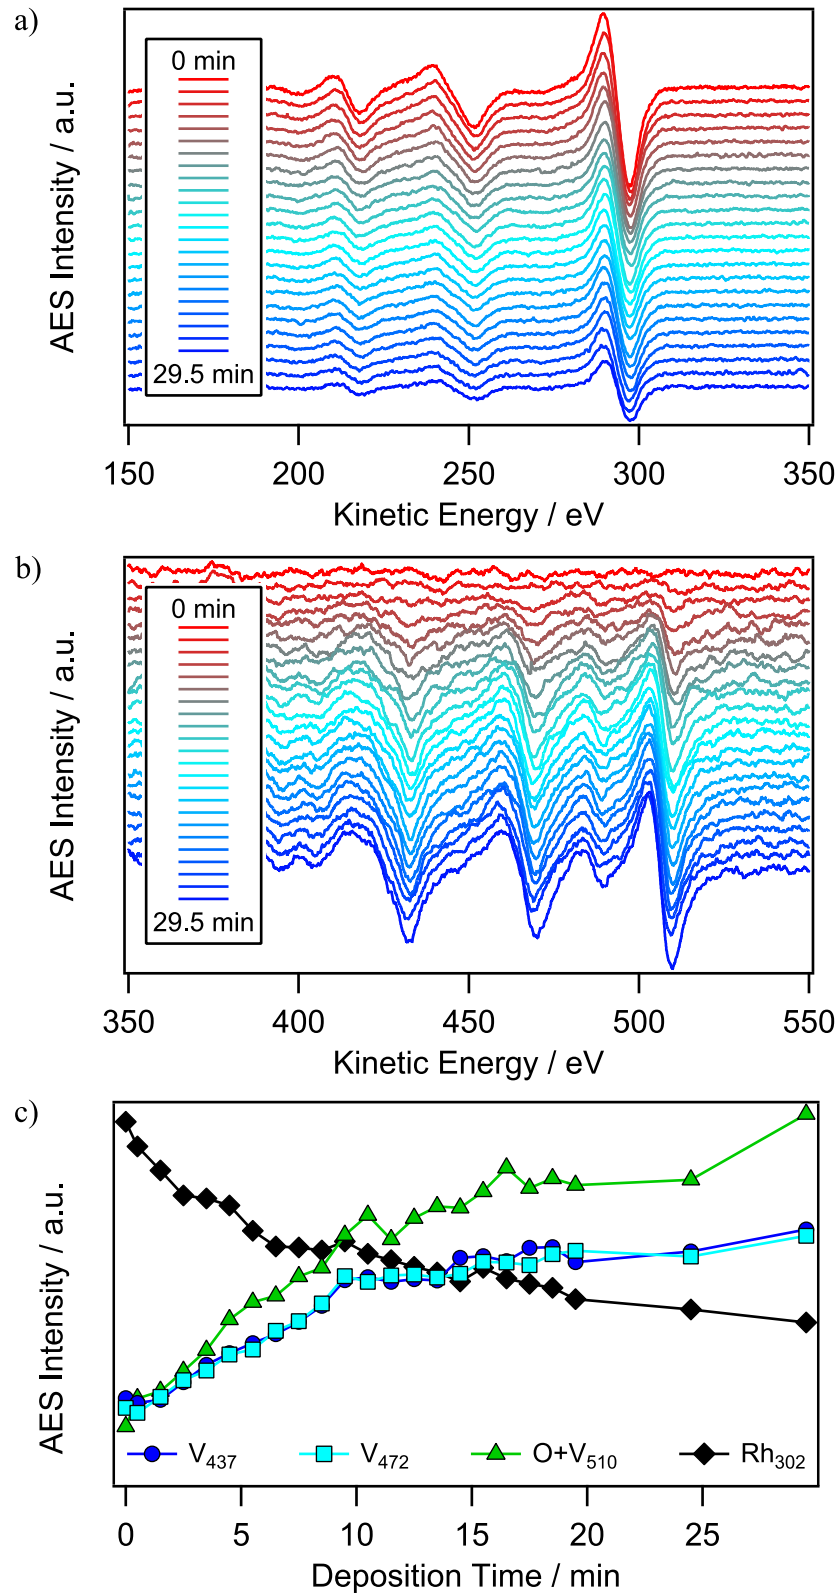 a)
0 min
29.5 min
AES Intensity / a.u.
150 200 250 300 350
Kinetic Energy / eV
b)
0 min
29.5 min
AES Intensity / a.u.
350 400 450 500 550
Kinetic Energy / eV
c)
AES Intensity / a.u.
V₄₃₇ V₄₇₂ O+V₅₁₀ Rh₃₀₂
0 5 10 15 20 25
Deposition Time / min